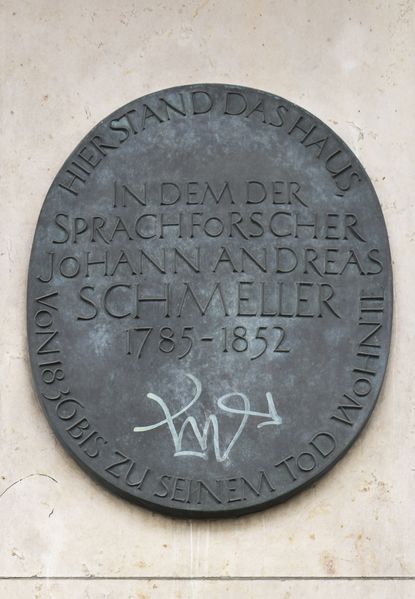 HIER STAND DAS HAUS,
IN DEM DER
SPRACHFORSCHER
JOHANN ANDREAS
SCHMELLER
1785-1852
VON 1836 BIS ZU SEINEM TOD WOHNTE